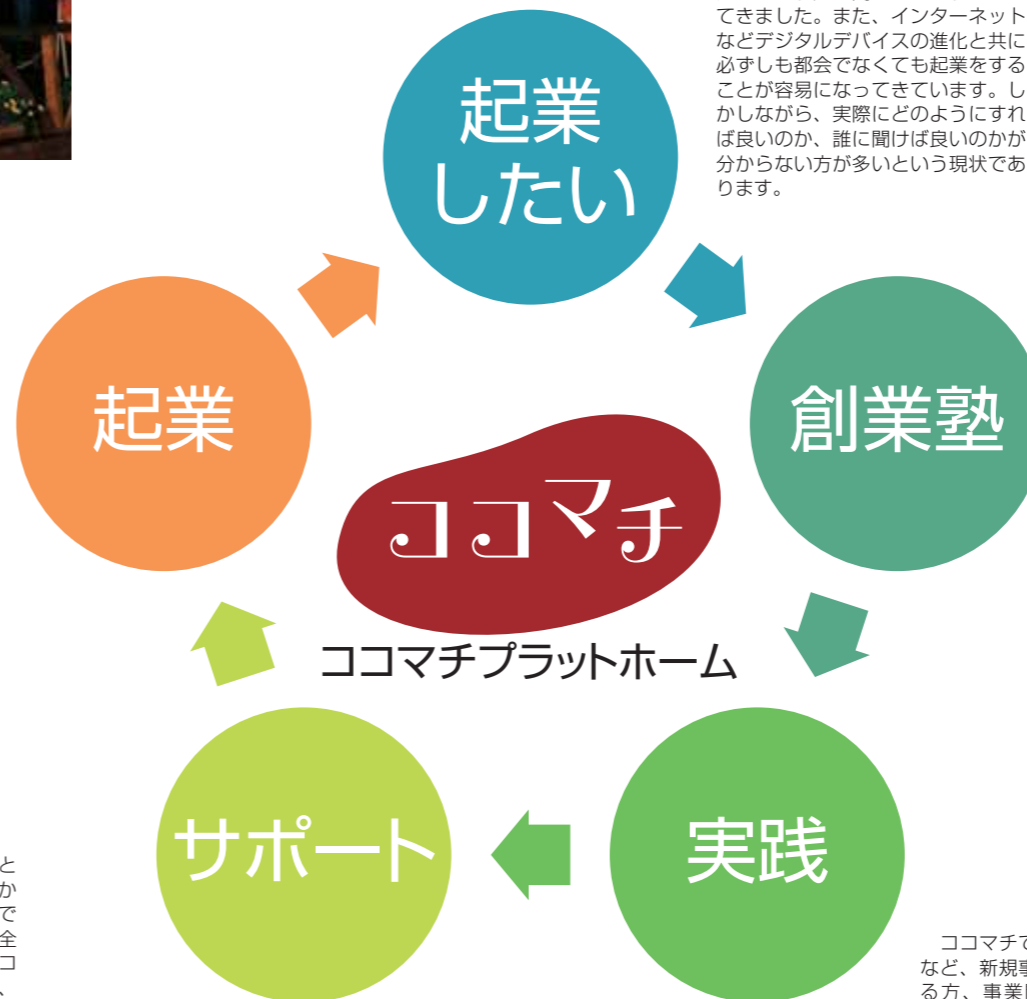 てきました。また、インターネット
などデジタルデバイスの進化と共に
必ずしも都会でなくても起業をする
ことが容易になってきています。し
かしながら、実際にどのようにすれ
ば良いのか、誰に聞けば良いのかが
分からない方が多いという現状であ
ります。
起業
したい
創業塾
実践
サポート
起業
ココマチ
ココマチプラットホーム
と
か
で
全
コ
、
ココマチで
など、新規事
る方、事業